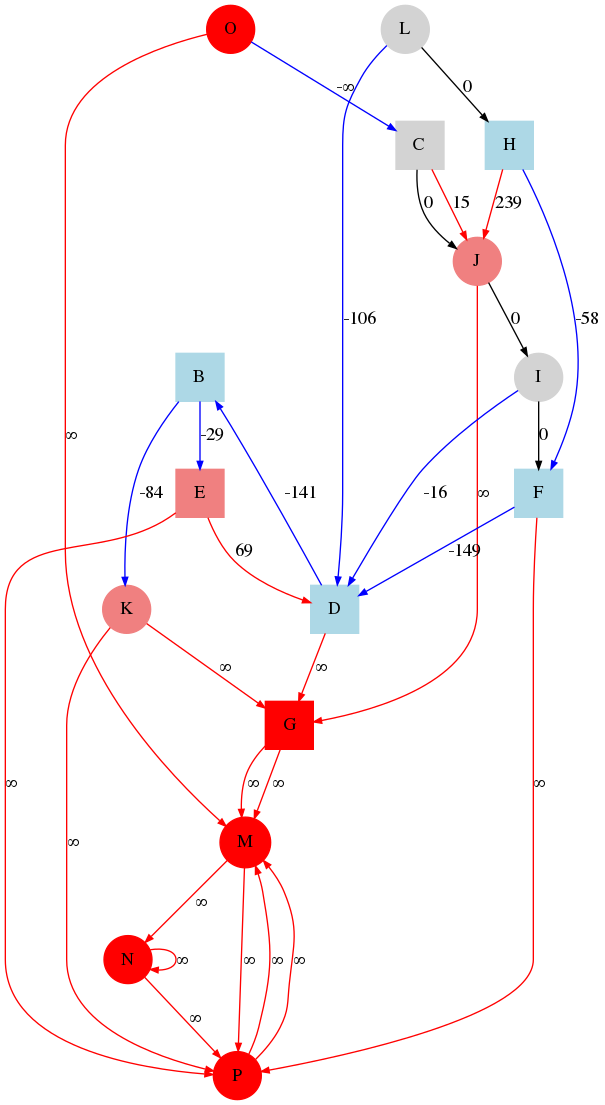 O L
-∞ 0
C H
0 15 239
J
-106 0 -58
B I
∞ -29 0
-84 E -141 -16 ∞ F
69 -149
K D
∞ ∞
G
∞ ∞ ∞ ∞
M ∞
∞
N ∞ ∞ ∞ ∞
∞
P